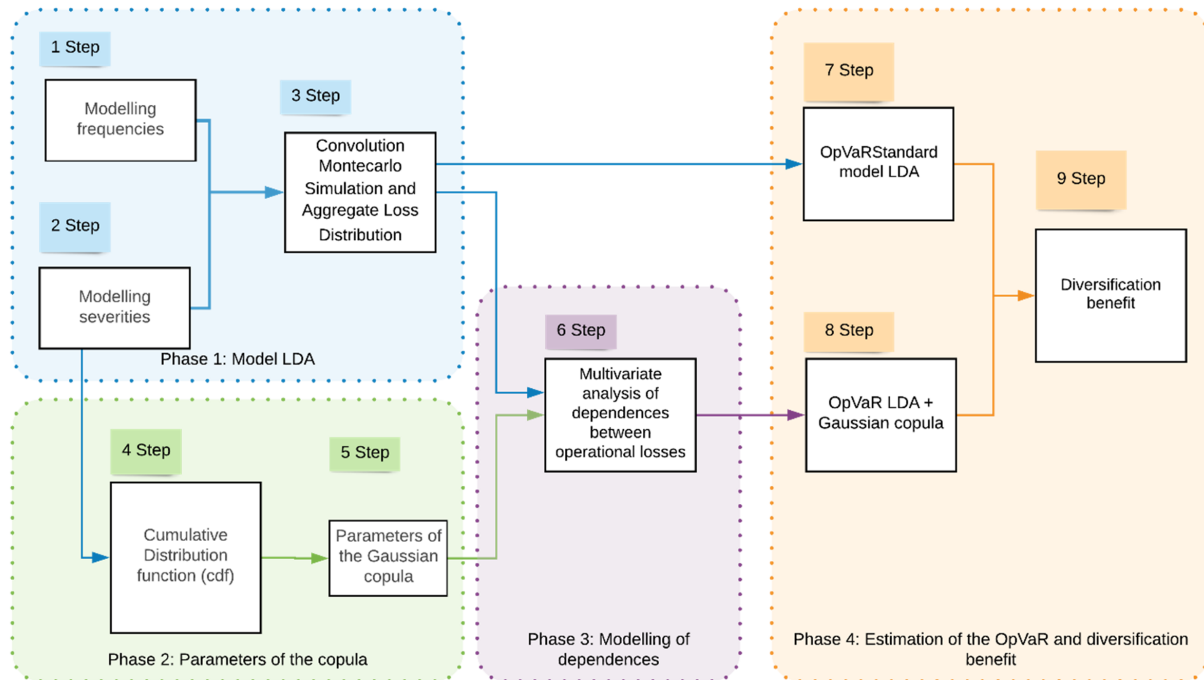 1 Step
Modelling
frequencies
2 Step
Modelling
severities
3 Step
Convolution
Montecarlo
Simulation and
Aggregate Loss
Distribution
Phase 1: Model LDA
4 Step
Cumulative
Distribution
function (cdf)
5 Step
Parameters of
the Gaussian
copula
Phase 2: Parameters of the copula
6 Step
Multivariate
analysis of
dependences
between
operational losses
Phase 3: Modelling of
dependences
7 Step
OpVaRStandard
model LDA
8 Step
OpVaR LDA +
Gaussian copula
9 Step
Diversification
benefit
Phase 4: Estimation of the OpVaR and diversification
benefit